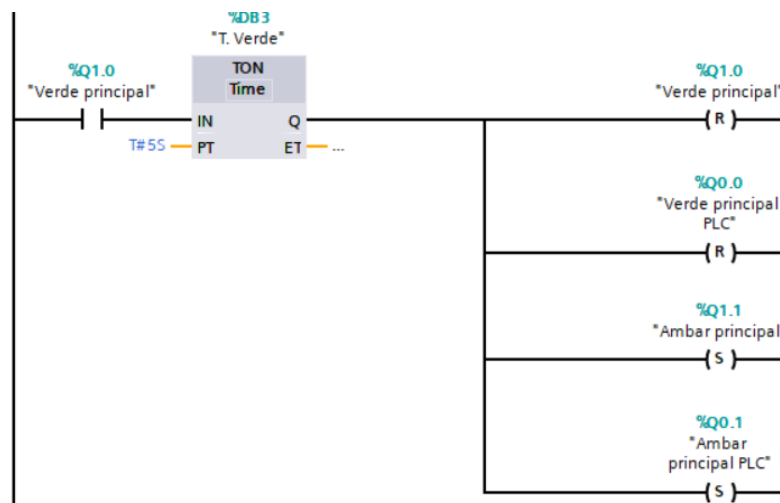 %DB3
"T. Verde"
%Q1.0
"Verde principal"
TON
Time
IN Q
T#5S PT ET ...
%Q1.0
"Verde principal"
( R )
%Q0.0
"Verde principal
PLC"
( R )
%Q1.1
"Ambar principal
( S )
%Q0.1
"Ambar
principal PLC"
( S )